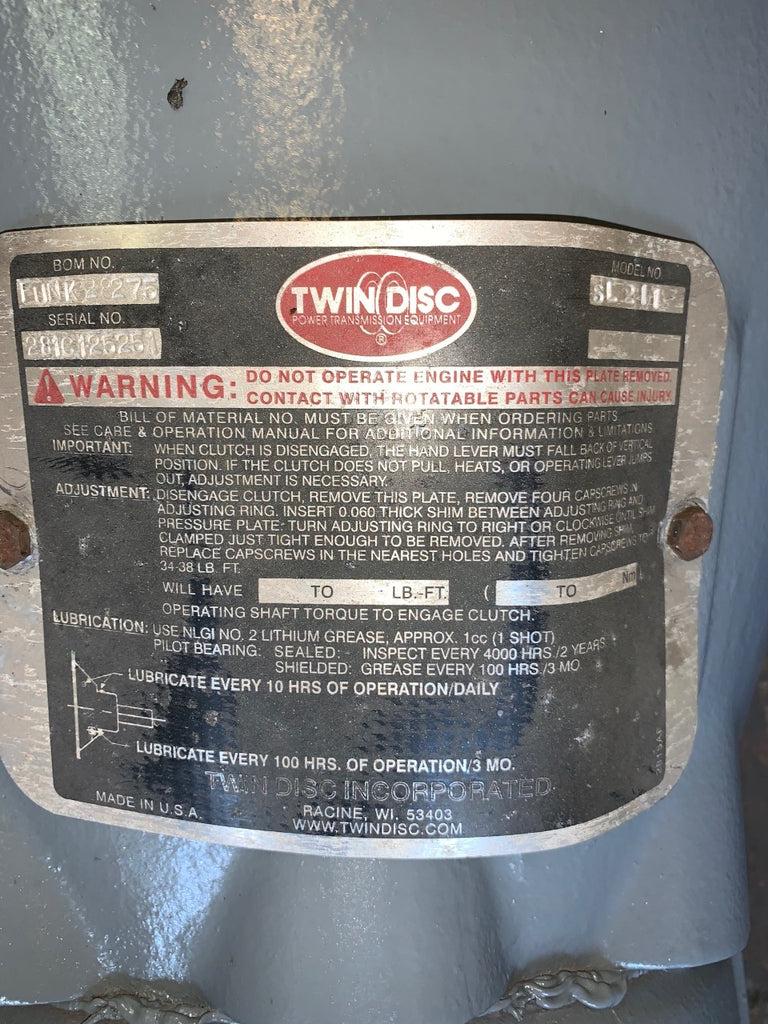 BOM NO.
MODEL NO.
TWIN DISC
POWER TRANSMISSION EQUIPMENT
®
SERIAL NO.
WARNING: DO NOT OPERATE ENGINE WITH THIS PLATE REMOVED.
CONTACT WITH ROTATABLE PARTS CAN CAUSE INJURY.
BILL OF MATERIAL NO. MUST BE GIVEN WHEN ORDERING PARTS.
SEE CARE & OPERATION MANUAL FOR ADDITIONAL INFORMATION & LIMITATIONS.
IMPORTANT: WHEN CLUTCH IS DISENGAGED, THE HAND LEVER MUST FALL BACK OF VERTICAL
POSITION. IF THE CLUTCH DOES NOT PULL, HEATS, OR OPERATING LEVER JUMPS
OUT, ADJUSTMENT IS NECESSARY.
ADJUSTMENT: DISENGAGE CLUTCH, REMOVE THIS PLATE, REMOVE FOUR CAPSCREWS IN
ADJUSTING RING. INSERT 0.060 THICK SHIM BETWEEN ADJUSTING RING AND
PRESSURE PLATE: TURN ADJUSTING RING TO RIGHT OR CLOCKWISE UNTIL SHIM
CLAMPED JUST TIGHT ENOUGH TO BE REMOVED. AFTER REMOVING SHIM,
REPLACE CAPSCREWS IN THE NEAREST HOLES AND TIGHTEN CAPSCREWS TO
34-38 LB. FT.
WILL HAVE TO LB.-FT. ( TO Nm)
OPERATING SHAFT TORQUE TO ENGAGE CLUTCH.
LUBRICATION: USE NLGI NO. 2 LITHIUM GREASE, APPROX. 1cc (1 SHOT)
PILOT BEARING: SEALED: - INSPECT EVERY 4000 HRS./2 YEARS
SHIELDED: GREASE EVERY 100 HRS./3 MO
LUBRICATE EVERY 10 HRS OF OPERATION/DAILY
LUBRICATE EVERY 100 HRS. OF OPERATION/3 MO.
TWIN DISC INCORPORATED
MADE IN U.S.A.
RACINE, WI. 53403
WWW.TWINDISC.COM